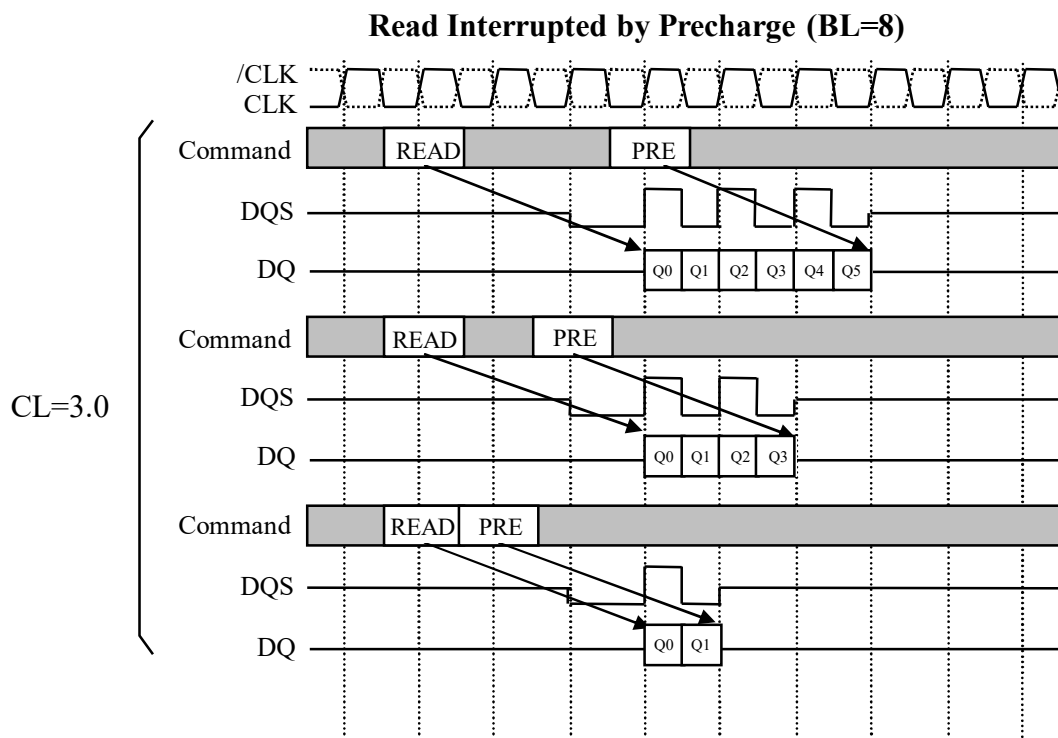 Read Interrupted by Precharge (BL=8)
/CLK
CLK
Command READ PRE
DQS
DQ Q0 Q1 Q2 Q3 Q4 Q5
Command READ PRE
CL=3.0
DQS
DQ Q0 Q1 Q2 Q3
Command READ PRE
DQS
DQ Q0 Q1